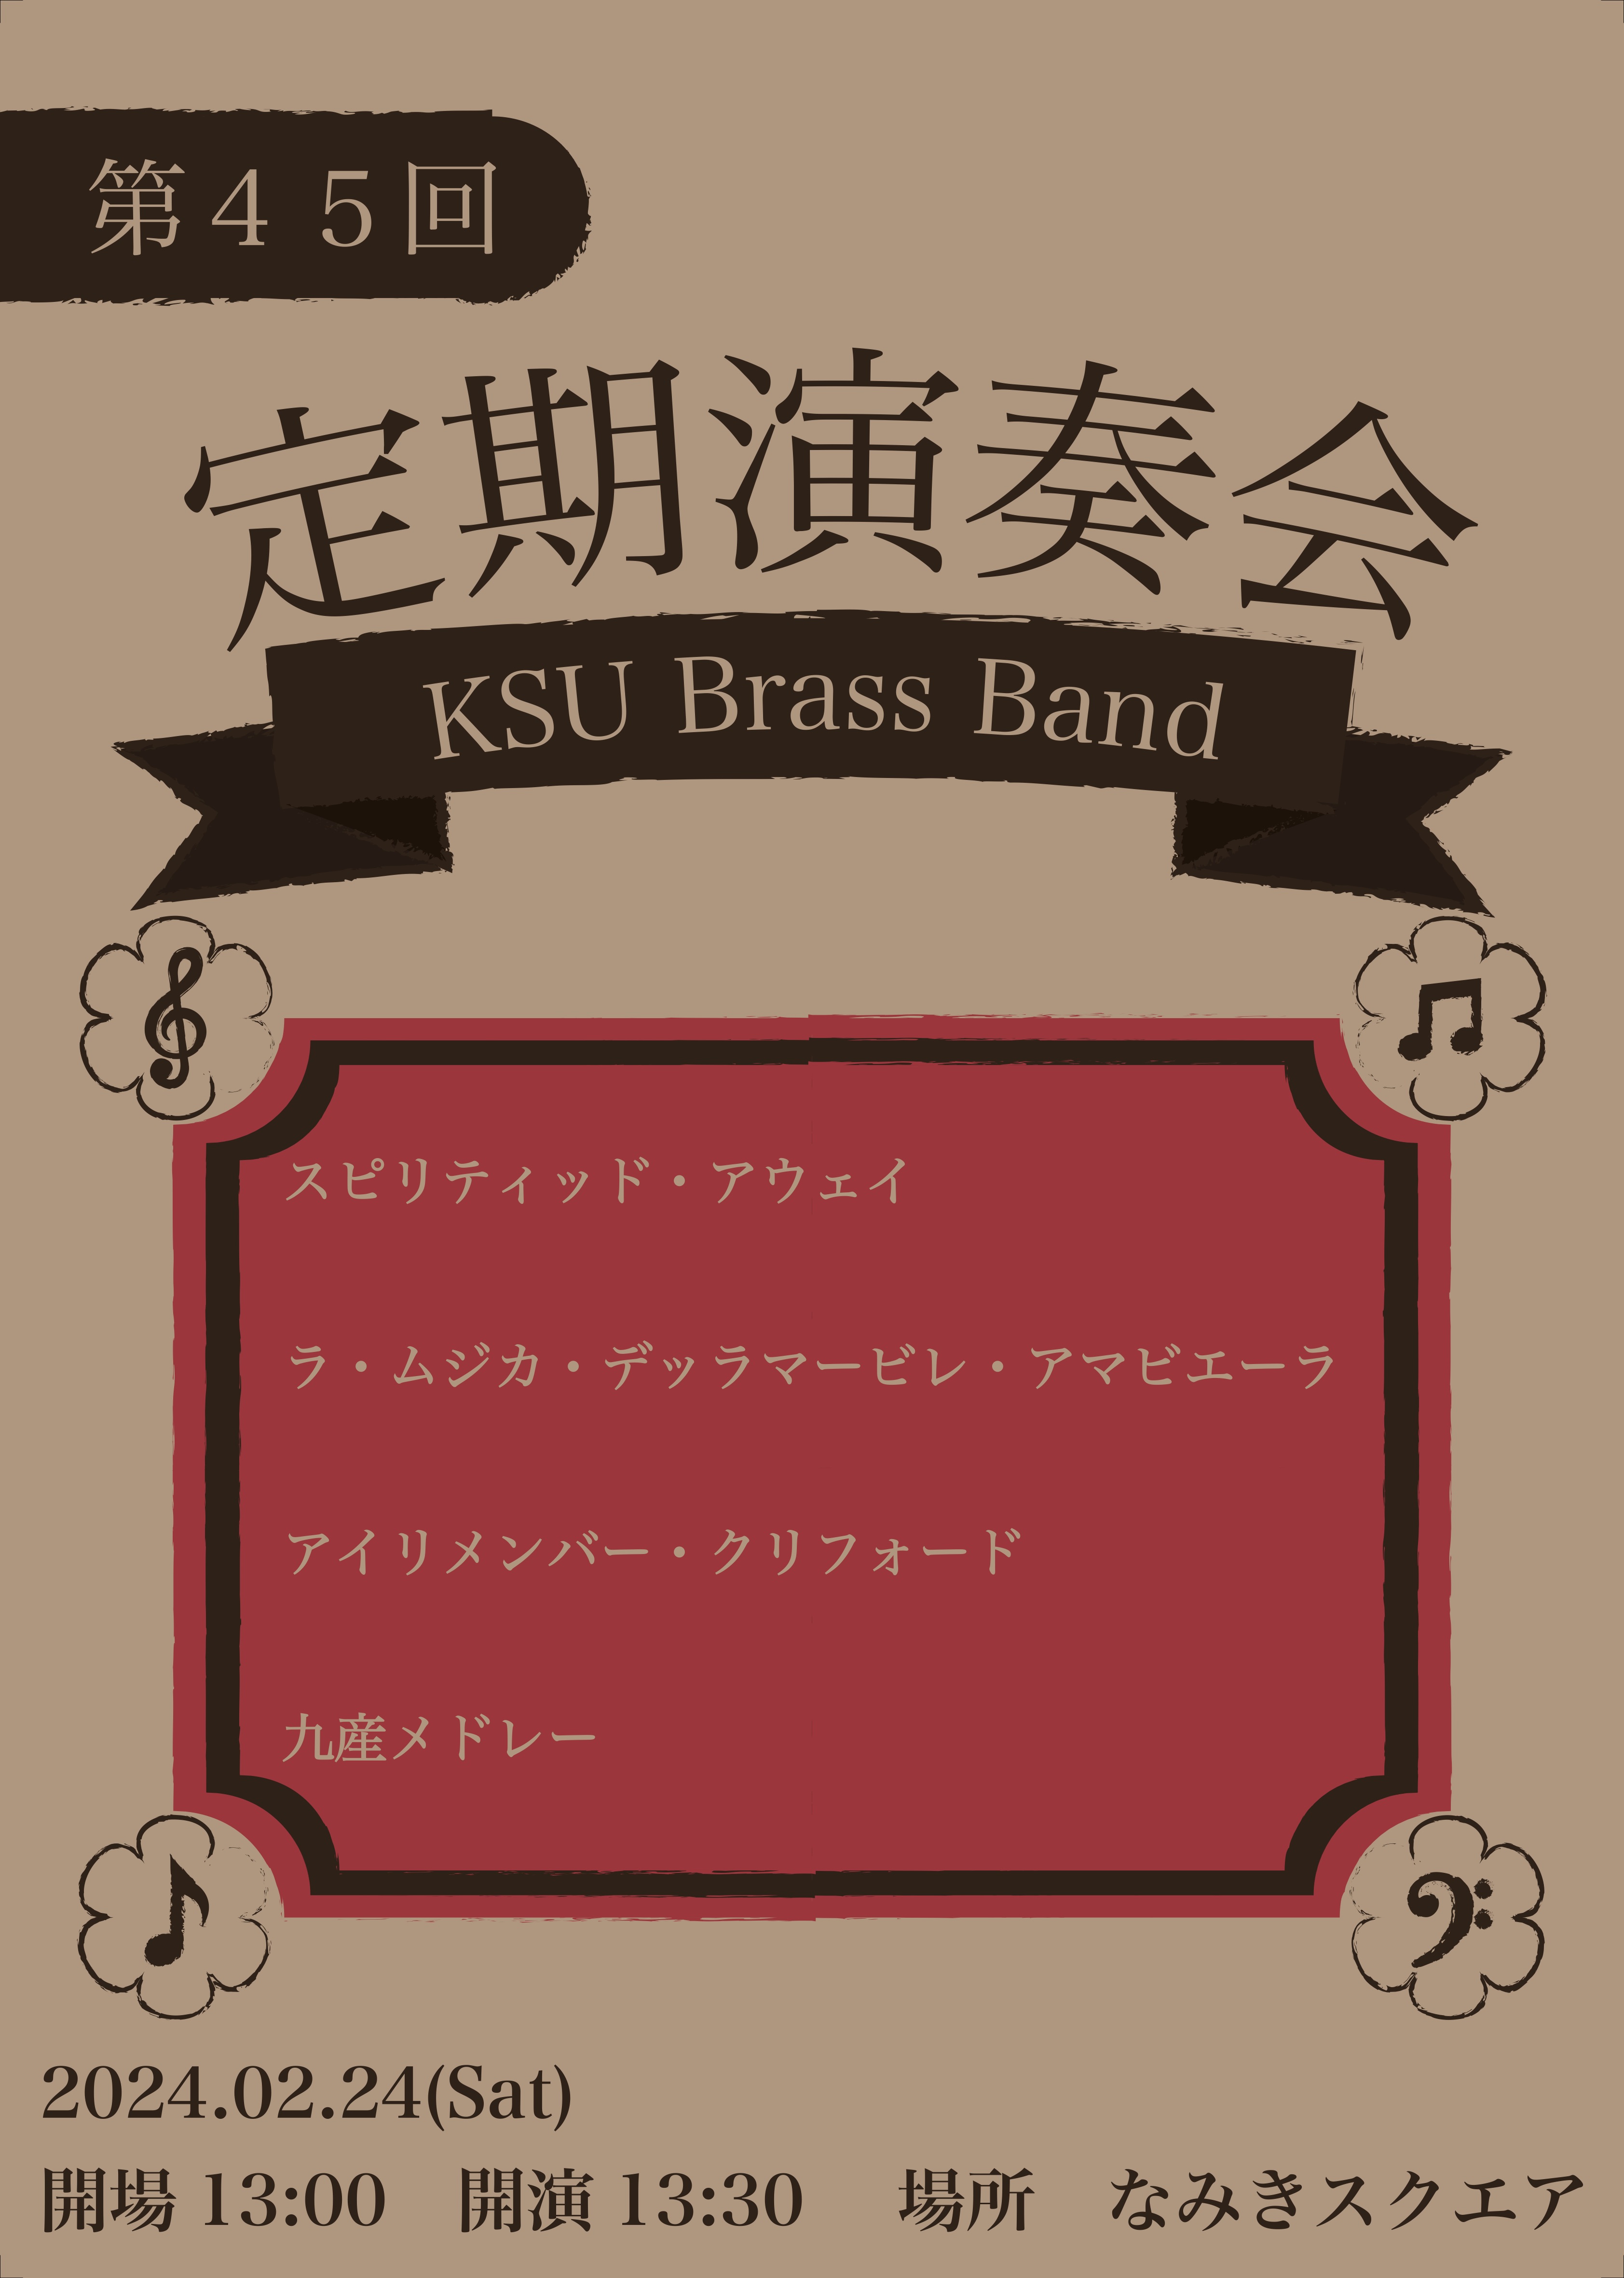 第４５回
定期演奏会
KSU Brass Band
スピリティッド・アウェイ
ラ・ムジカ・デッラマービレ・アマビエーラ
アイリメンバー・クリフォード
九産メドレー
2024.02.24(Sat)
開場 13:00　開演 13:30　場所　なみきスクエア